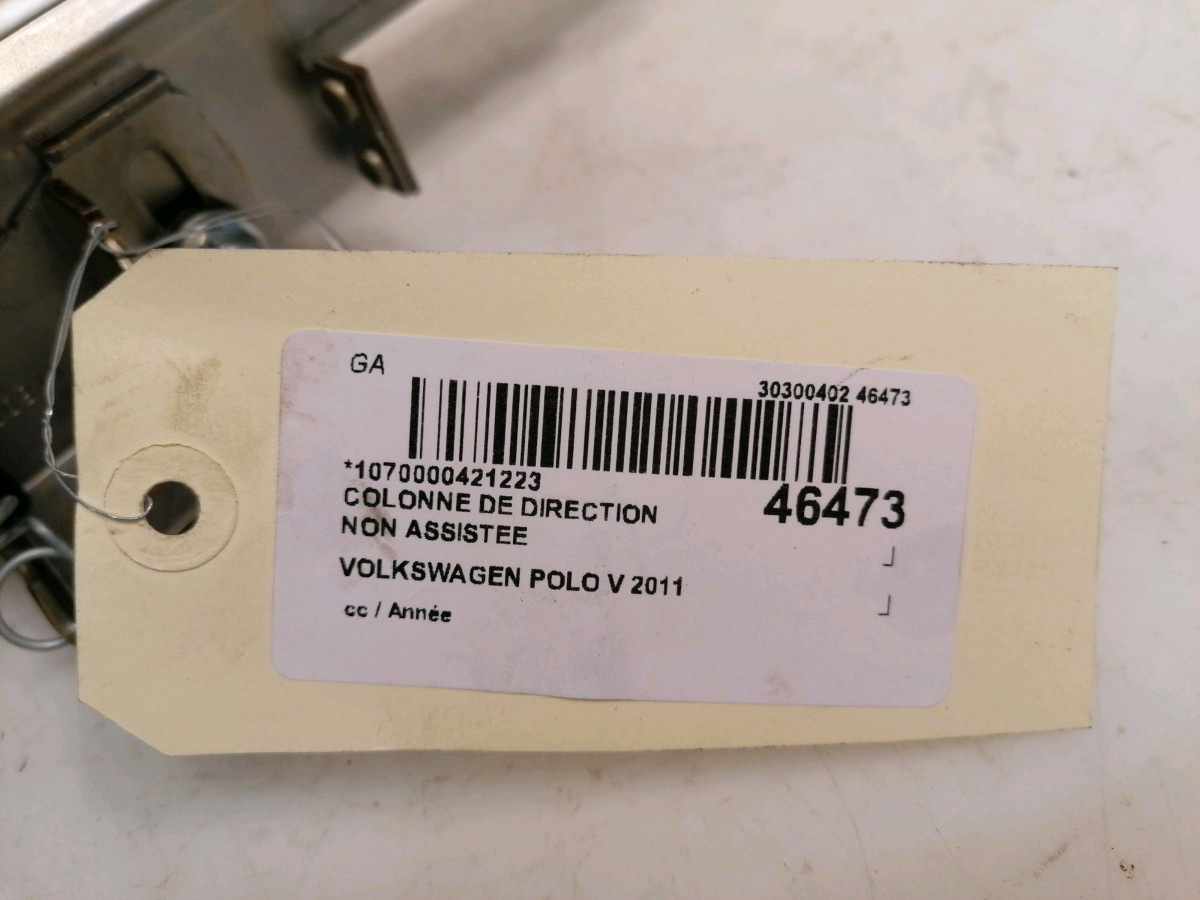 GA
30300402 46473
*1070000421223
COLONNE DE DIRECTION
46473
NON ASSISTEE
VOLKSWAGEN POLO V 2011
cc / Année